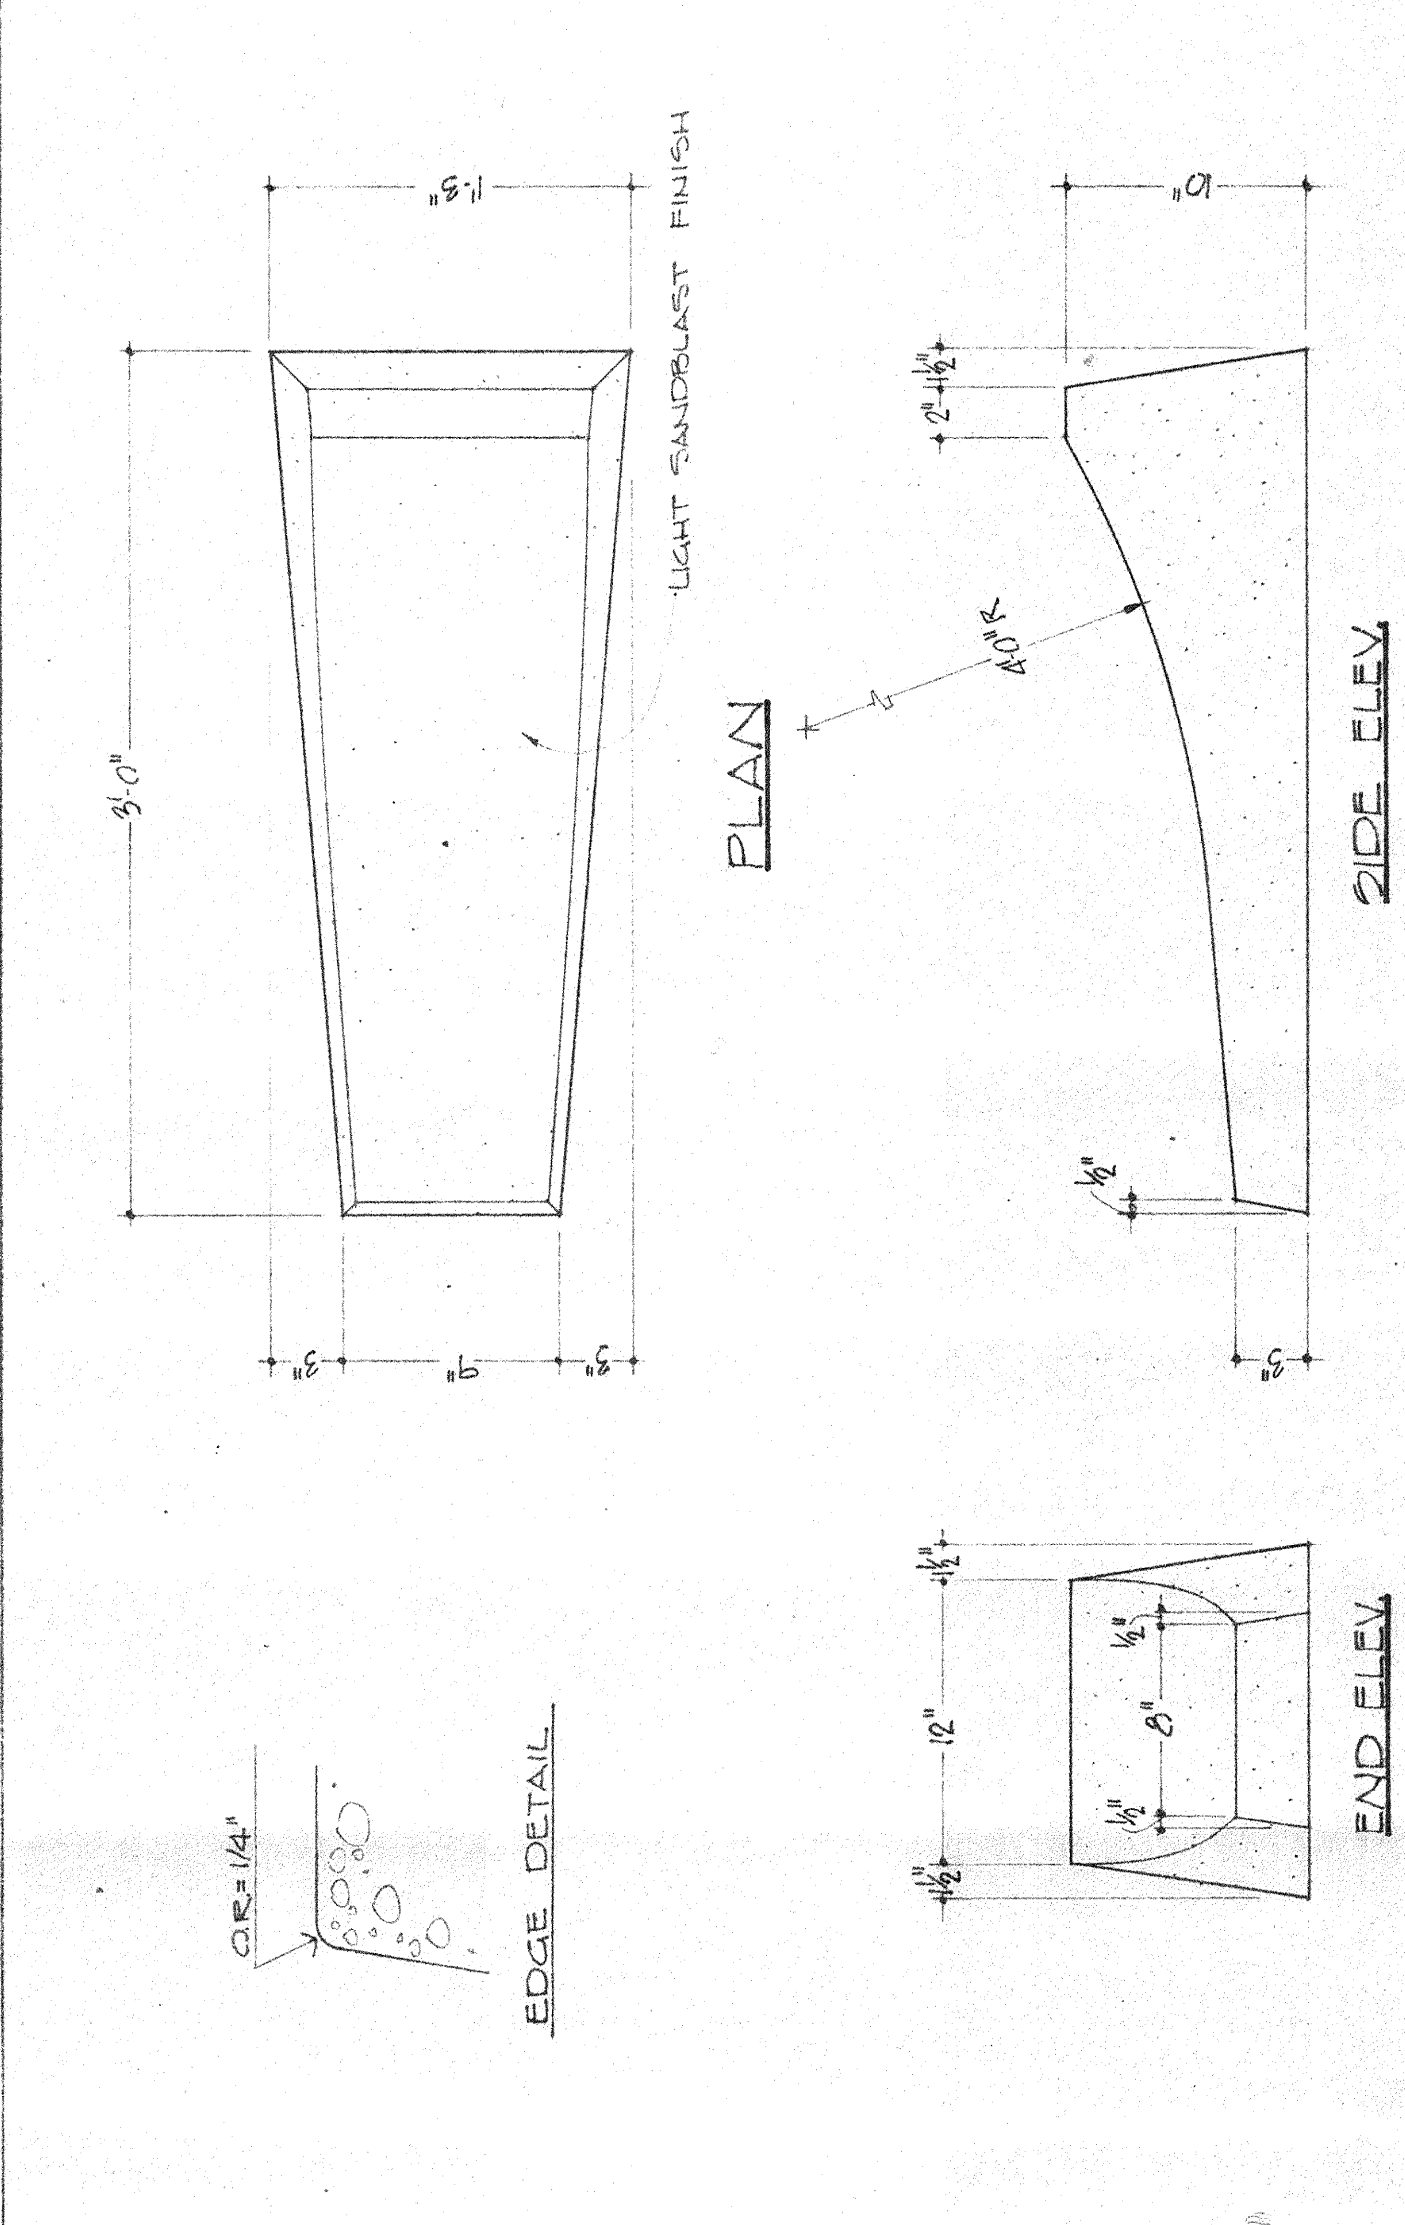 3'-0"
1'-3"
3"
9"
3"
LIGHT SANDBLAST FINISH
PLAN
O.R. = 1/4"
EDGE DETAIL
10"
2"
1½"
40" R
½"
3"
SIDE ELEV.
1½"
12"
1½"
½"
8"
½"
END ELEV.